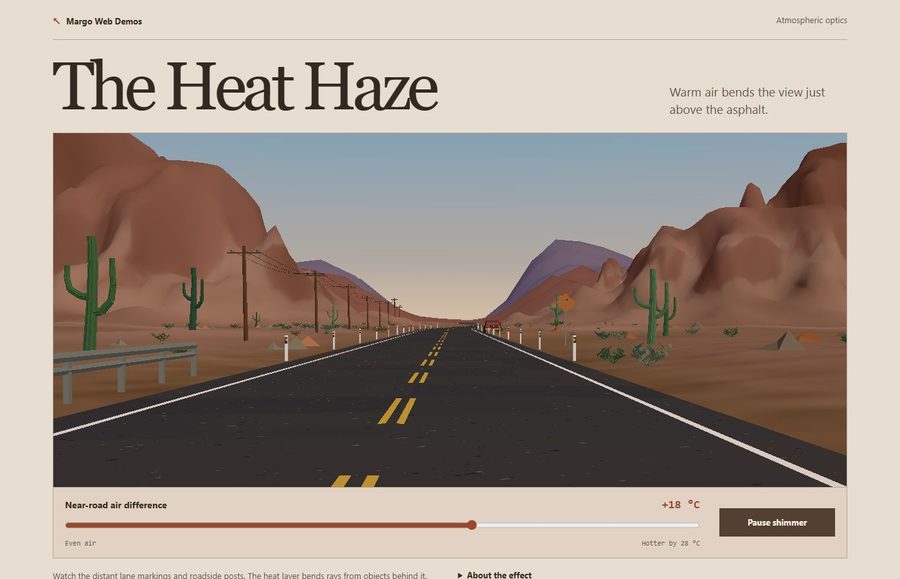 Margo Web Demos
Atmospheric optics
The Heat Haze
Warm air bends the view just
above the asphalt.
Near-road air difference
+18 °C
Pause shimmer
Even air
Hotter by 28 °C
Watch the distant lane markings and roadside posts. The heat layer bends rays from objects behind it.
About the effect